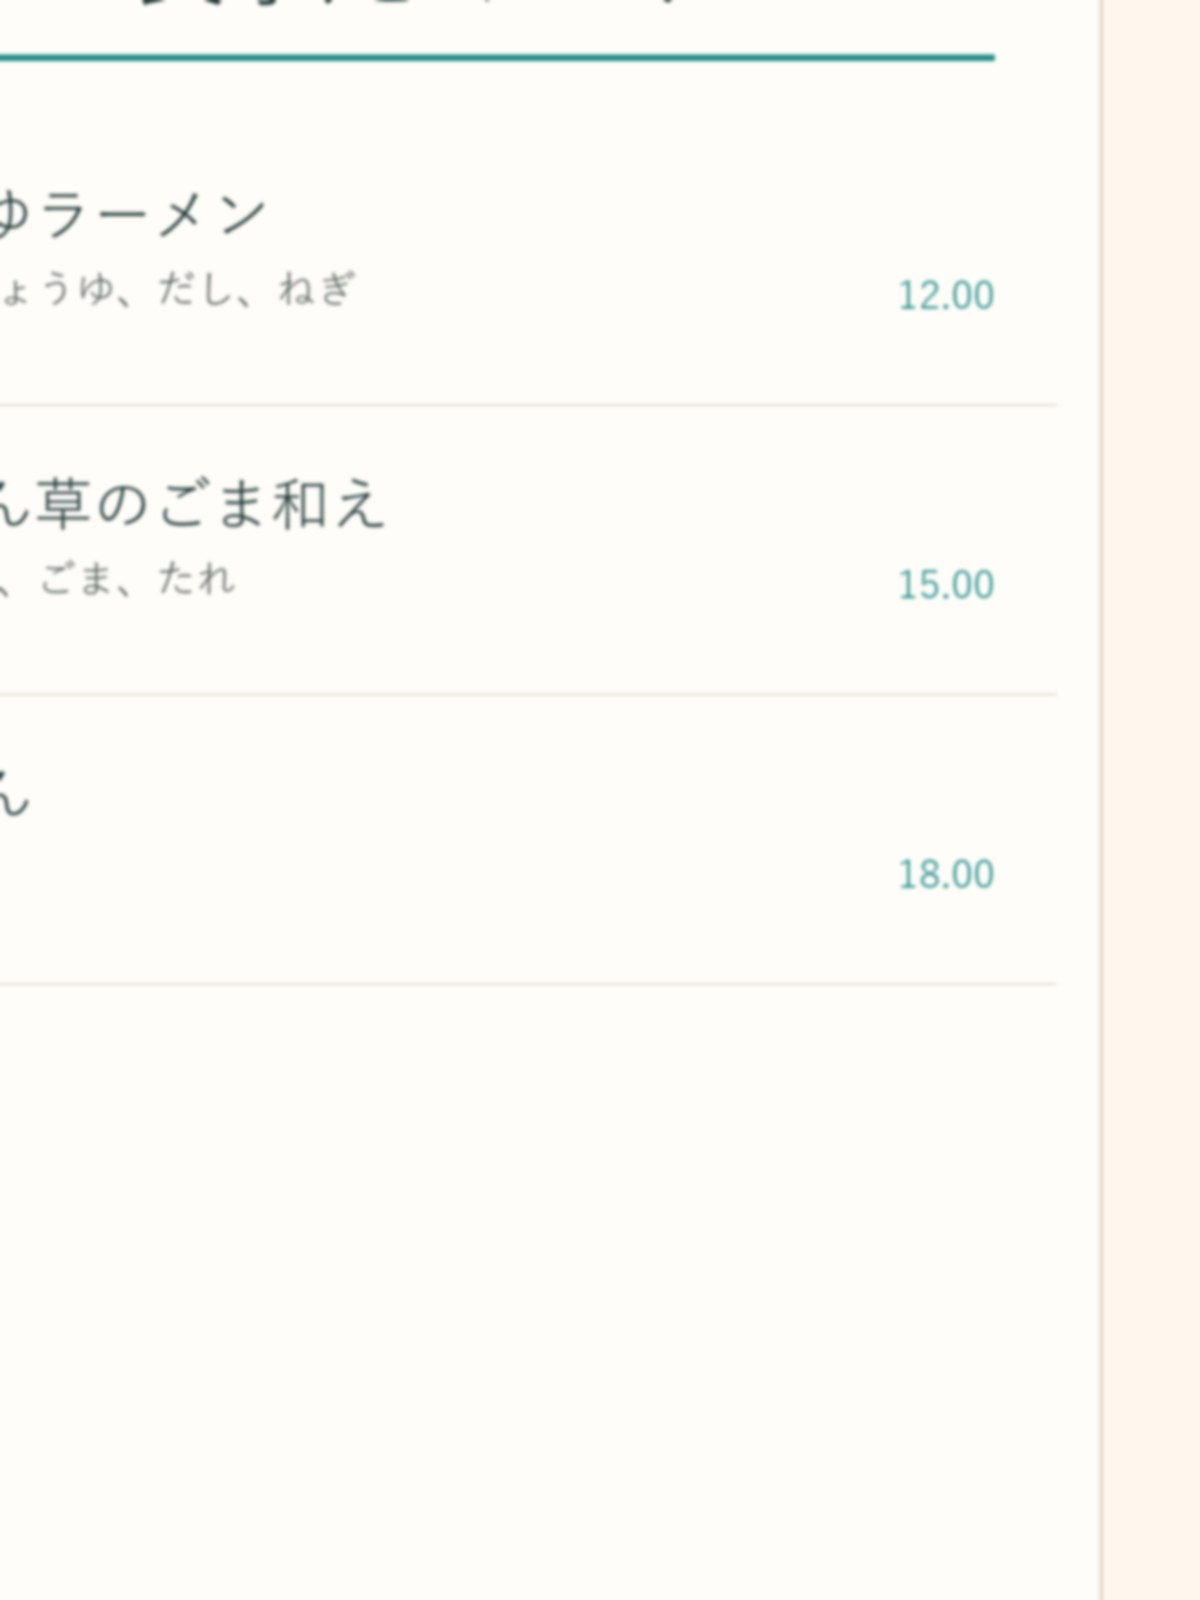 ゆラーメン
ょうゆ、だし、ねぎ
12.00
ん草のごま和え
、ごま、たれ
15.00
ん
18.00